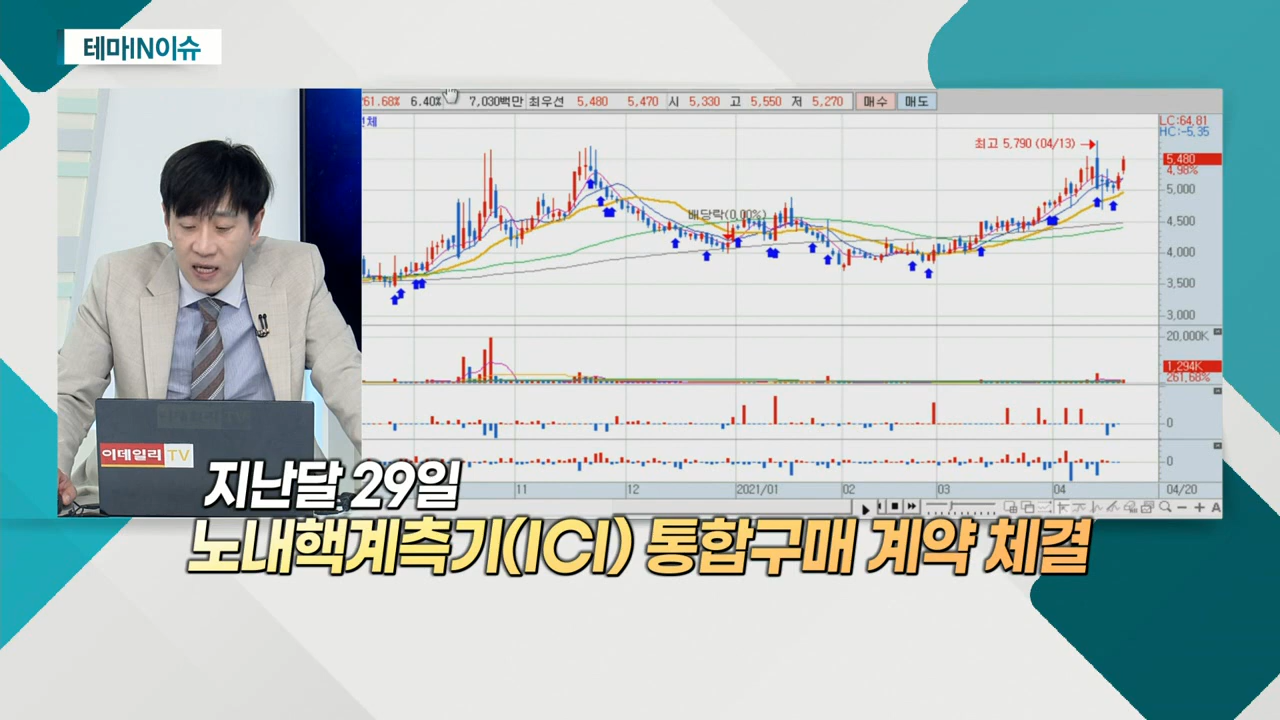 테마IN이슈
261.68% 6.40% 7,030백만 최우선 5,480 5,470 시 5,330 고 5,550 저 5,270 매수 매도
LC:64,81
HC:-5,35
최고 5,790 (04/13)
5,480
4,98%
5,000
배당락(0,00%)
4,500
4,000
3,500
3,000
20,000K
1,294K
261,68%
0
이데일리 TV
0
11 12 2021/01 02 03 04 04/20
A
지난달 29일
노내핵계측기(ICI) 통합구매 계약 체결